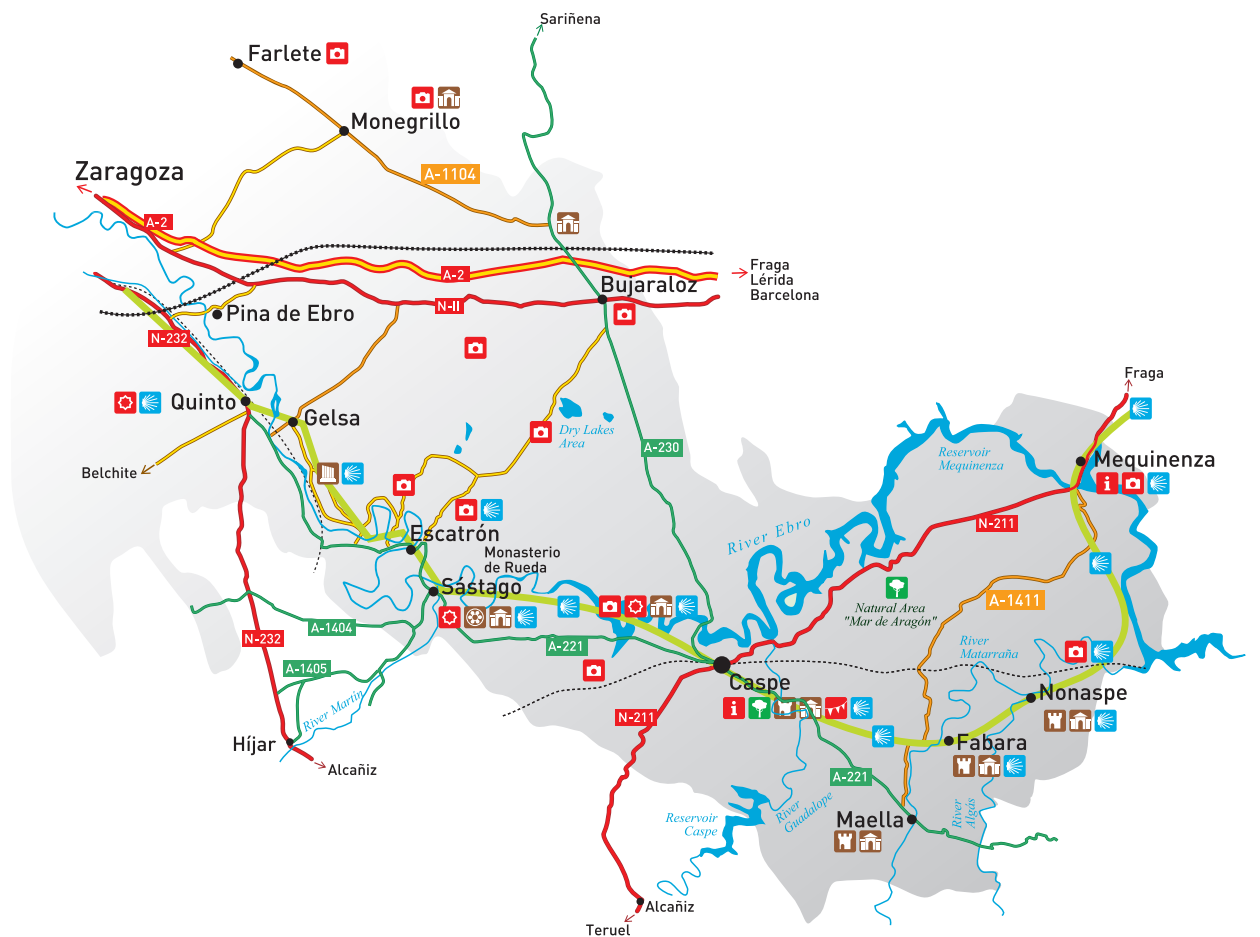 Sariñena
Farlete
Monegrillo
Zaragoza
A-1104
A-2
A-2
Fraga
Lérida
Barcelona
Bujaraloz
N-II
Pina de Ebro
N-232
Fraga
Quinto
Gelsa
Dry Lakes
Area
A-230
Reservoir
Mequinenza
Mequinenza
Belchite
i
N-211
River Ebro
Escatrón
Monasterio
de Rueda
Sástago
Natural Area
"Mar de Aragón"
A-1411
A-1404
N-232
A-221
River
Matarraña
A-1405
Caspe
Nonaspe
River Martín
i
N-211
Híjar
Fabara
Alcañiz
A-221
River
Guadalope
River
Algás
Reservoir
Caspe
Maella
Alcañiz
Teruel